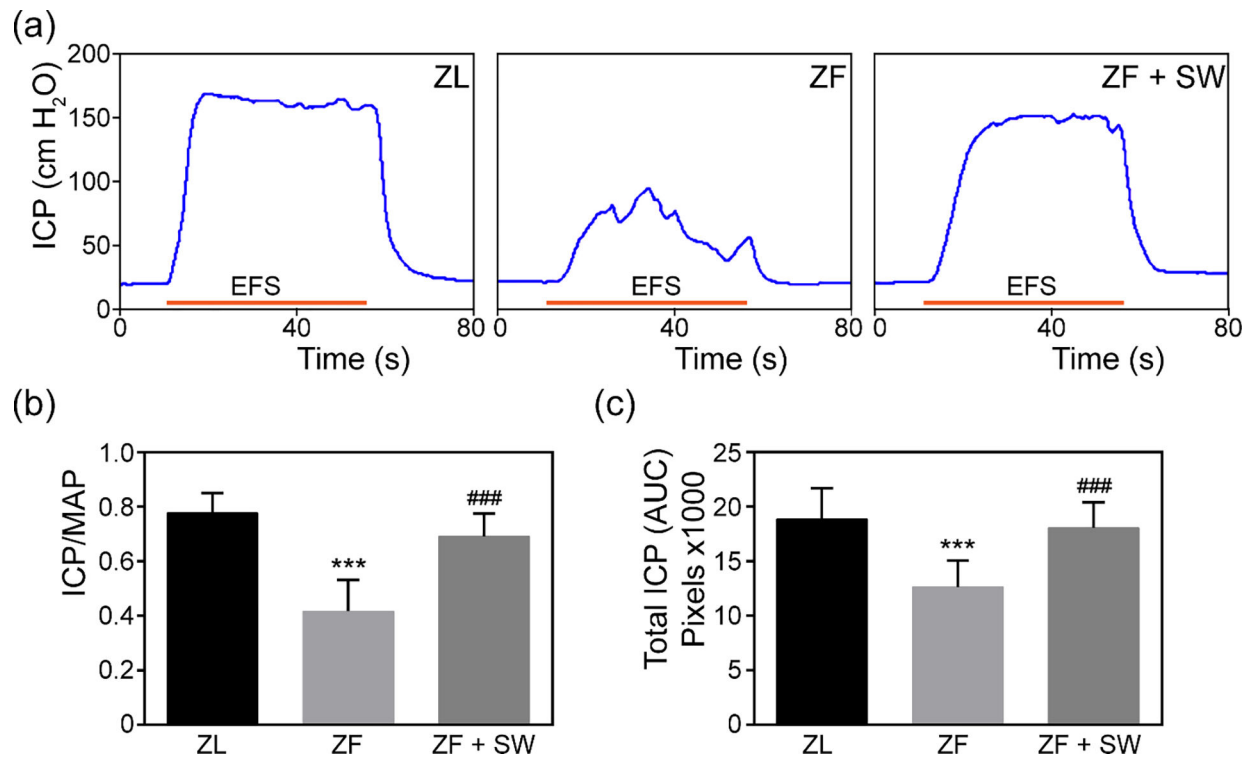 (a)
ICP (cm H₂O)
200
150
100
50
0
ZL
EFS
0 40 80
Time (s)
ZF
EFS
0 40 80
Time (s)
ZF + SW
EFS
0 40 80
Time (s)
(b)
ICP/MAP
1.0
0.8
0.6
0.4
0.2
0
***
###
ZL ZF ZF + SW
(c)
Total ICP (AUC)
Pixels x1000
25
20
15
10
5
0
***
###
ZL ZF ZF + SW